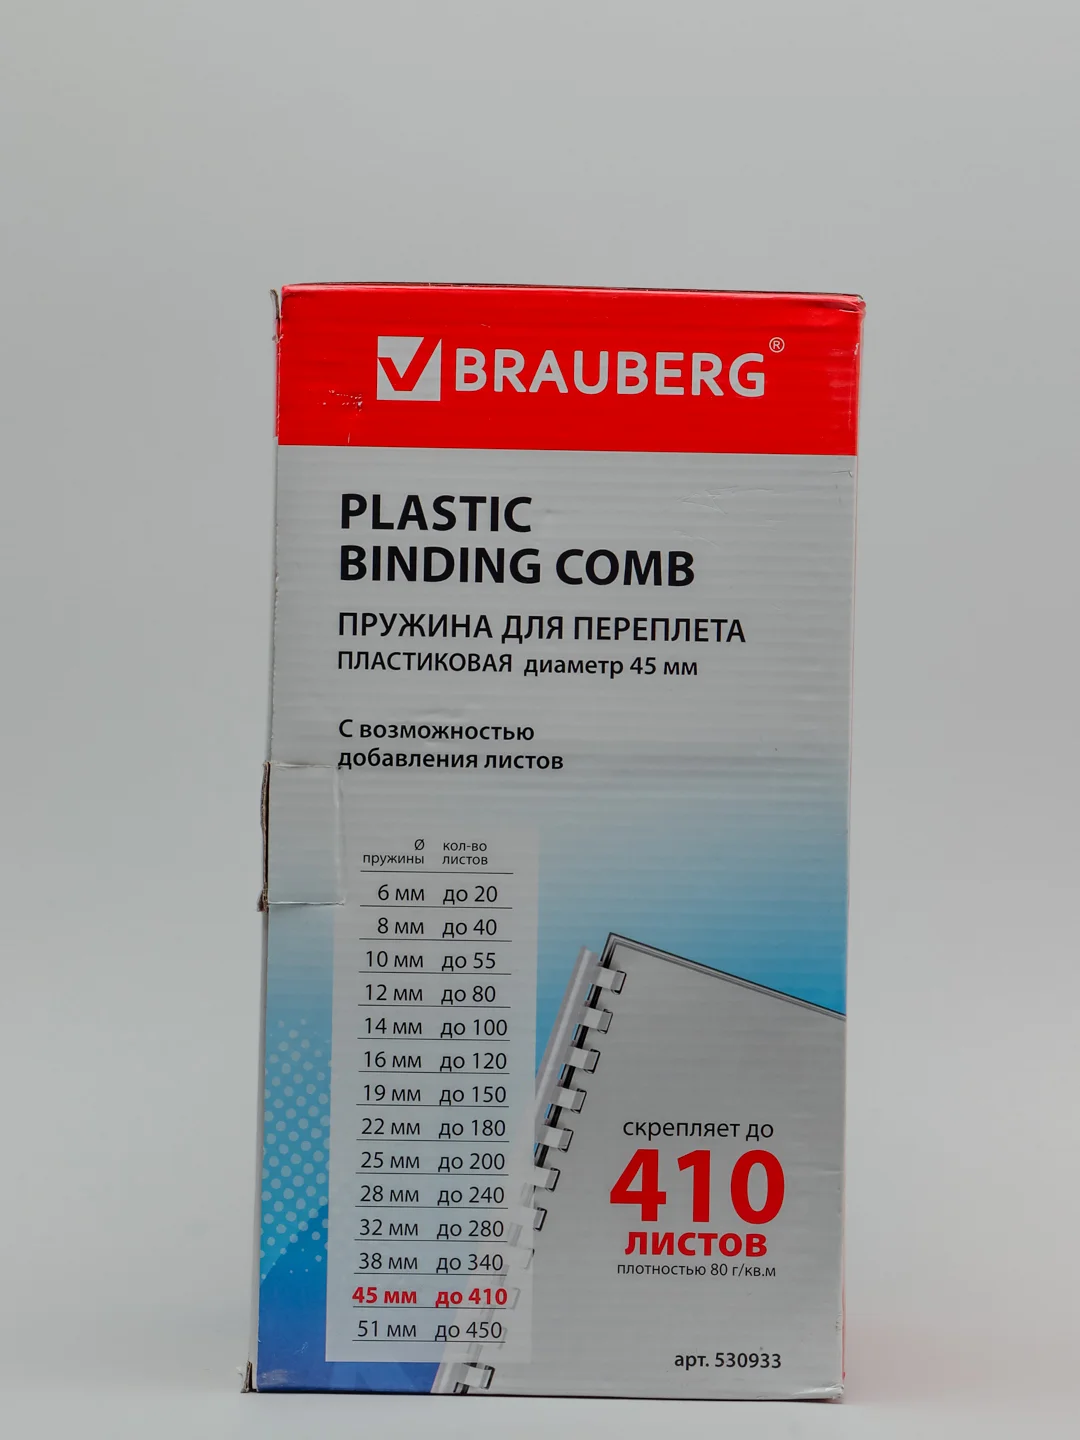 BRAUBERG®
PLASTIC
BINDING COMB
ПРУЖИНА ДЛЯ ПЕРЕПЛЕТА
ПЛАСТИКОВАЯ диаметр 45 мм
С возможностью
добавления листов
Ø кол-во
пружины листов
6 мм до 20
8 мм до 40
10 мм до 55
12 мм до 80
14 мм до 100
16 мм до 120
19 мм до 150
22 мм до 180
25 мм до 200
28 мм до 240
32 мм до 280
38 мм до 340
45 мм до 410
51 мм до 450
скрепляет до
410
ЛИСТОВ
плотностью 80 г/кв.м
арт. 530933